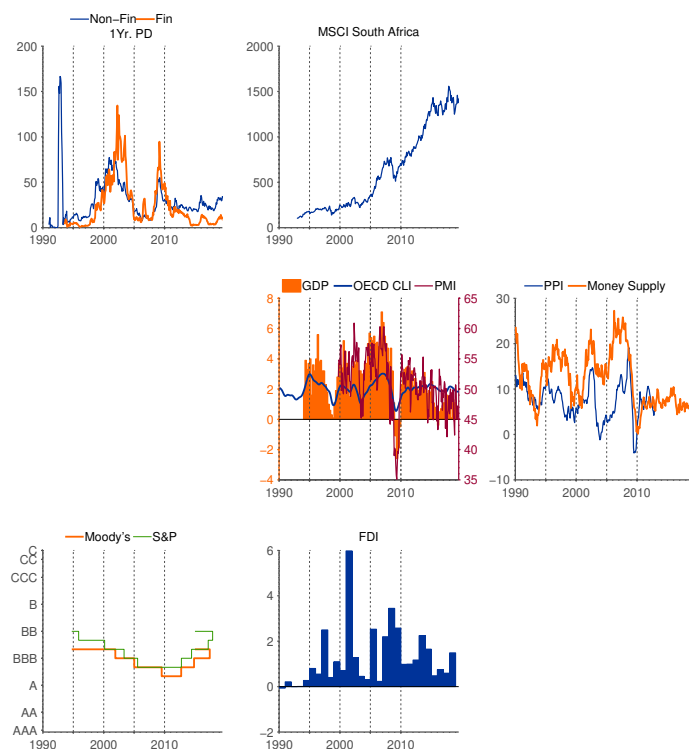 Non−Fin Fin
1Yr. PD
200
150
100
50
0
1990 2000 2010
MSCI South Africa
2000
1500
1000
500
0
1990 2000 2010
GDP OECD CLI PMI
8 65
6 60
4 55
2 50
0 45
−2 40
−4 35
1990 2000 2010
PPI Money Supply
30
20
10
0
−10
1990 2000 2010
Moody's S&P
C
CC
CCC
B
BB
BBB
A
AA
AAA
1990 2000 2010
FDI
6
4
2
0
−2
1990 2000 2010